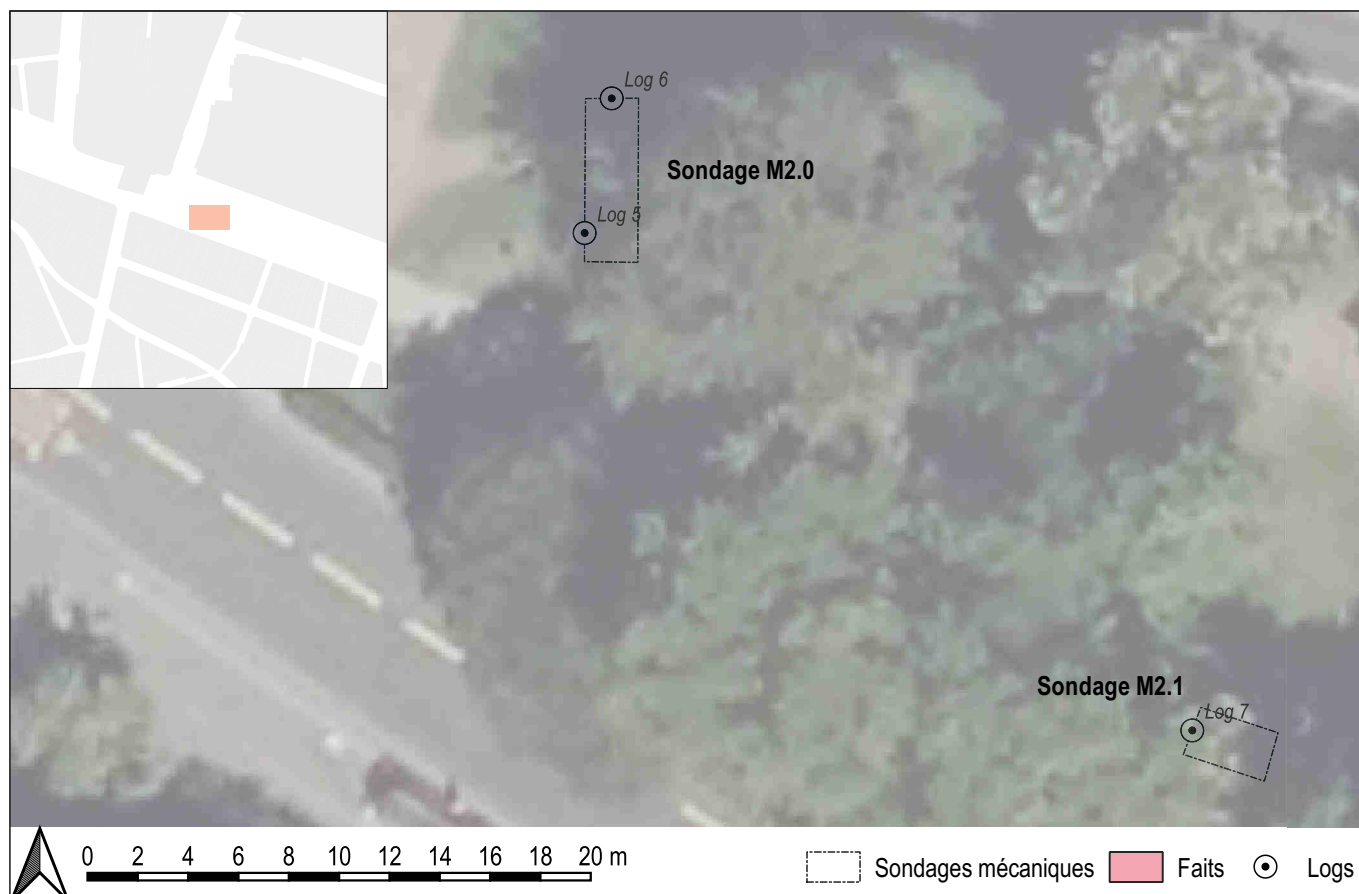 Log 6
Sondage M2.0
Log 5
Sondage M2.1
Log 7
0 2 4 6 8 10 12 14 16 18 20 m
Sondages mécaniques Faits Logs